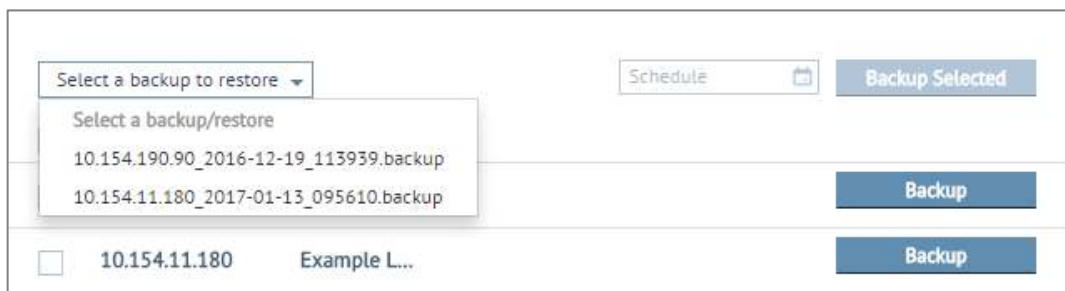 Select a backup to restore
Schedule
Backup Selected
Select a backup/restore
10.154.190.90_2016-12-19_113939.backup
10.154.11.180_2017-01-13_095610.backup
Backup
10.154.11.180 Example L... Backup